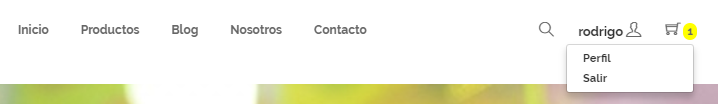 Inicio Productos Blog Nosotros Contacto rodrigo 1
Perfil
Salir